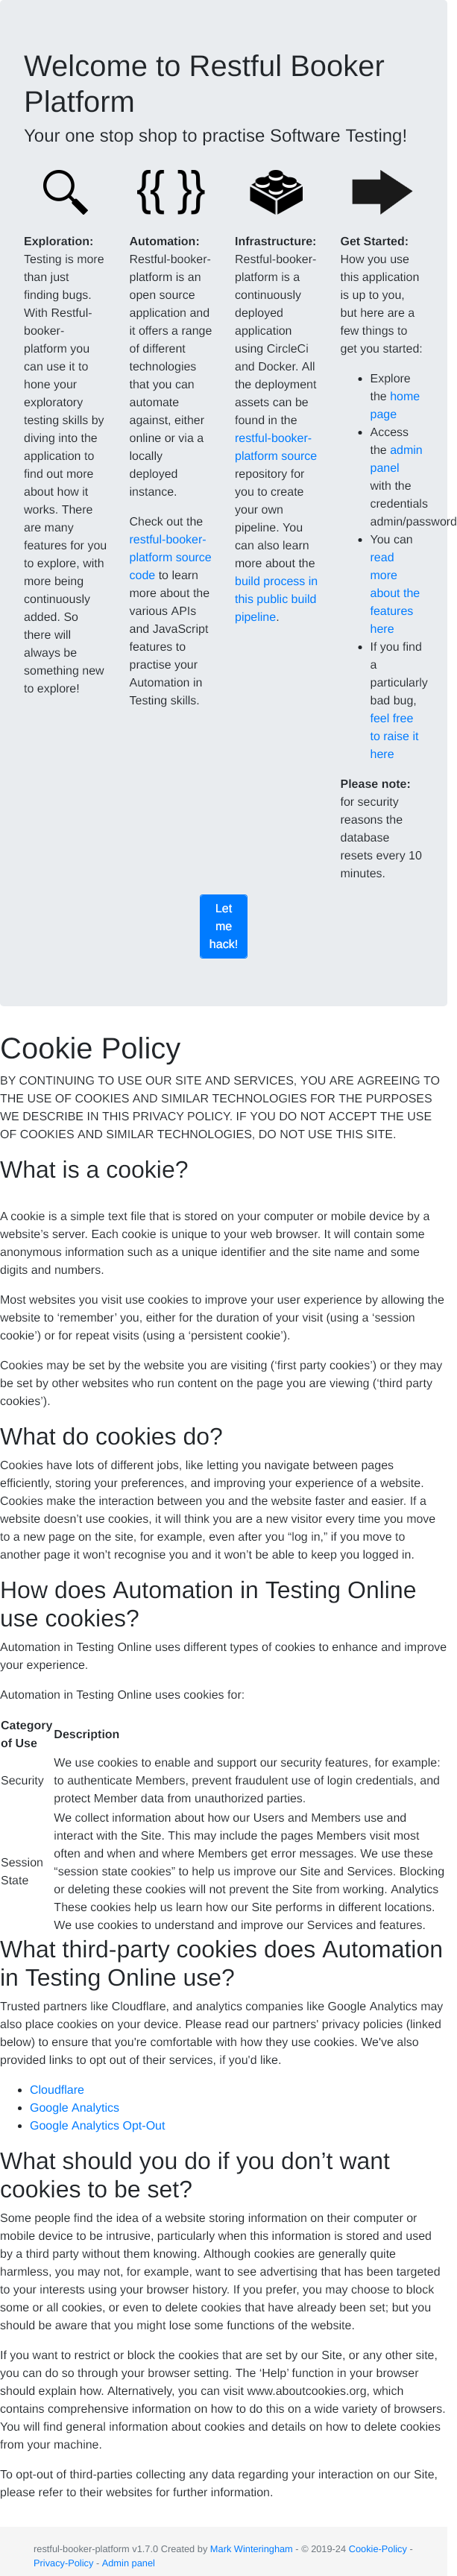 Welcome to Restful Booker
Platform
Your one stop shop to practise Software Testing!
Exploration:
Testing is more
than just
finding bugs.
With Restful-
booker-
platform you
can use it to
hone your
exploratory
testing skills by
diving into the
application to
find out more
about how it
works. There
are many
features for you
to explore, with
more being
continuously
added. So
there will
always be
something new
to explore!
Automation:
Restful-booker-
platform is an
open source
application and
it offers a range
of different
technologies
that you can
automate
against, either
online or via a
locally
deployed
instance.
Check out the
restful-booker-
platform source
code to learn
more about the
various APIs
and JavaScript
features to
practise your
Automation in
Testing skills.
Infrastructure:
Restful-booker-
platform is a
continuously
deployed
application
using CircleCi
and Docker. All
the deployment
assets can be
found in the
restful-booker-
platform source
repository for
you to create
your own
pipeline. You
can also learn
more about the
build process in
this public build
pipeline.
Get Started:
How you use
this application
is up to you,
but here are a
few things to
get you started:
• Explore
the home
page
• Access
the admin
panel
with the
credentials
admin/password
• You can
read
more
about the
features
here
• If you find
a
particularly
bad bug,
feel free
to raise it
here
Please note:
for security
reasons the
database
resets every 10
minutes.
Let
me
hack!
Cookie Policy
BY CONTINUING TO USE OUR SITE AND SERVICES, YOU ARE AGREEING TO
THE USE OF COOKIES AND SIMILAR TECHNOLOGIES FOR THE PURPOSES
WE DESCRIBE IN THIS PRIVACY POLICY. IF YOU DO NOT ACCEPT THE USE
OF COOKIES AND SIMILAR TECHNOLOGIES, DO NOT USE THIS SITE.
What is a cookie?
A cookie is a simple text file that is stored on your computer or mobile device by a
website’s server. Each cookie is unique to your web browser. It will contain some
anonymous information such as a unique identifier and the site name and some
digits and numbers.
Most websites you visit use cookies to improve your user experience by allowing the
website to ‘remember’ you, either for the duration of your visit (using a ‘session
cookie’) or for repeat visits (using a ‘persistent cookie’).
Cookies may be set by the website you are visiting (‘first party cookies’) or they may
be set by other websites who run content on the page you are viewing (‘third party
cookies’).
What do cookies do?
Cookies have lots of different jobs, like letting you navigate between pages
efficiently, storing your preferences, and improving your experience of a website.
Cookies make the interaction between you and the website faster and easier. If a
website doesn’t use cookies, it will think you are a new visitor every time you move
to a new page on the site, for example, even after you “log in,” if you move to
another page it won’t recognise you and it won’t be able to keep you logged in.
How does Automation in Testing Online
use cookies?
Automation in Testing Online uses different types of cookies to enhance and improve
your experience.
Automation in Testing Online uses cookies for:
Category
of Use
Description
Security
We use cookies to enable and support our security features, for example:
to authenticate Members, prevent fraudulent use of login credentials, and
protect Member data from unauthorized parties.
Session
State
We collect information about how our Users and Members use and
interact with the Site. This may include the pages Members visit most
often and when and where Members get error messages. We use these
“session state cookies” to help us improve our Site and Services. Blocking
or deleting these cookies will not prevent the Site from working. Analytics
These cookies help us learn how our Site performs in different locations.
We use cookies to understand and improve our Services and features.
What third-party cookies does Automation
in Testing Online use?
Trusted partners like Cloudflare, and analytics companies like Google Analytics may
also place cookies on your device. Please read our partners' privacy policies (linked
below) to ensure that you're comfortable with how they use cookies. We've also
provided links to opt out of their services, if you'd like.
• Cloudflare
• Google Analytics
• Google Analytics Opt-Out
What should you do if you don’t want
cookies to be set?
Some people find the idea of a website storing information on their computer or
mobile device to be intrusive, particularly when this information is stored and used
by a third party without them knowing. Although cookies are generally quite
harmless, you may not, for example, want to see advertising that has been targeted
to your interests using your browser history. If you prefer, you may choose to block
some or all cookies, or even to delete cookies that have already been set; but you
should be aware that you might lose some functions of the website.
If you want to restrict or block the cookies that are set by our Site, or any other site,
you can do so through your browser setting. The ‘Help’ function in your browser
should explain how. Alternatively, you can visit www.aboutcookies.org, which
contains comprehensive information on how to do this on a wide variety of browsers.
You will find general information about cookies and details on how to delete cookies
from your machine.
To opt-out of third-parties collecting any data regarding your interaction on our Site,
please refer to their websites for further information.
restful-booker-platform v1.7.0 Created by Mark Winteringham - © 2019-24 Cookie-Policy -
Privacy-Policy - Admin panel